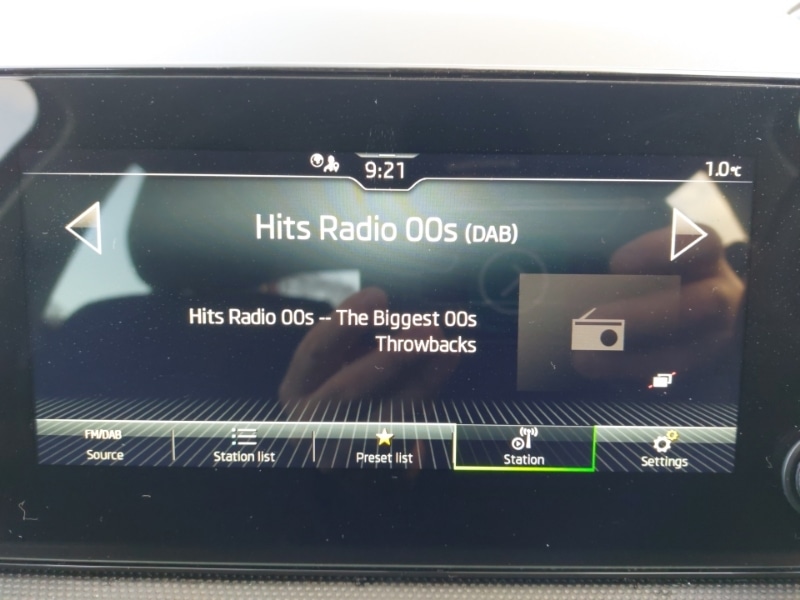 9:21
1.0°C
Hits Radio 00s (DAB)
Hits Radio 00s -- The Biggest 00s
Throwbacks
FM/DAB
Source
Station list
Preset list
Station
Settings